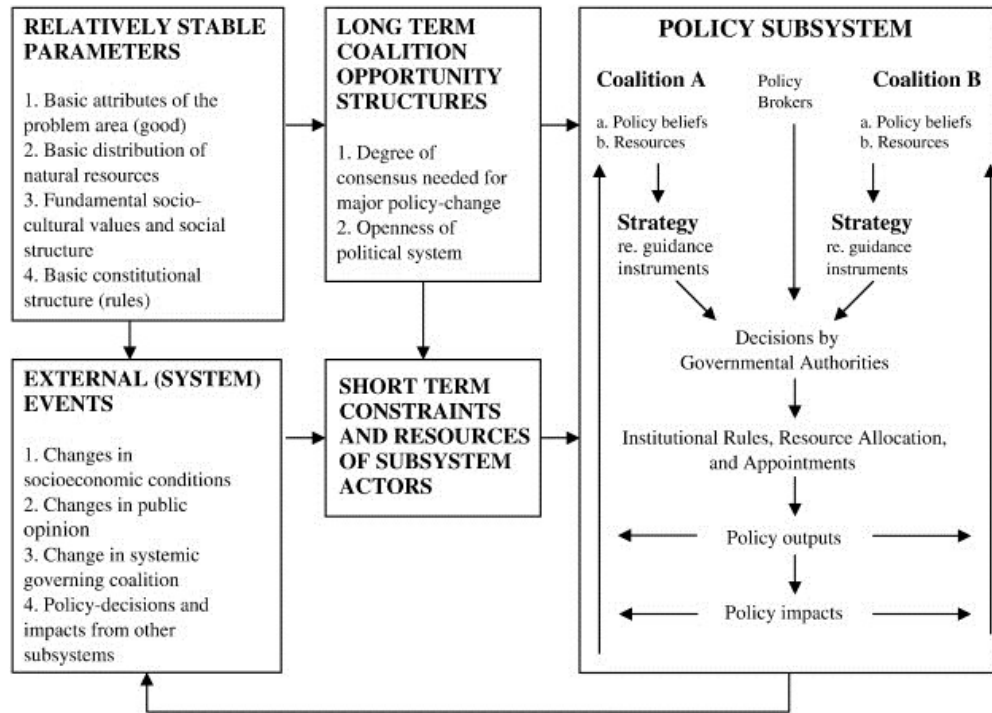 RELATIVELY STABLE
PARAMETERS
1. Basic attributes of the
problem area (good)
2. Basic distribution of
natural resources
3. Fundamental socio-
cultural values and social
structure
4. Basic constitutional
structure (rules)
LONG TERM
COALITION
OPPORTUNITY
STRUCTURES
1. Degree of
consensus needed for
major policy-change
2. Openness of
political system
EXTERNAL (SYSTEM)
EVENTS
1. Changes in
socioeconomic conditions
2. Changes in public
opinion
3. Change in systemic
governing coalition
4. Policy-decisions and
impacts from other
subsystems
SHORT TERM
CONSTRAINTS
AND RESOURCES
OF SUBSYSTEM
ACTORS
POLICY SUBSYSTEM
Coalition A
a. Policy beliefs
b. Resources
Strategy
re. guidance
instruments
Policy
Brokers
Coalition B
a. Policy beliefs
b. Resources
Strategy
re. guidance
instruments
Decisions by
Governmental Authorities
Institutional Rules, Resource Allocation,
and Appointments
Policy outputs
Policy impacts